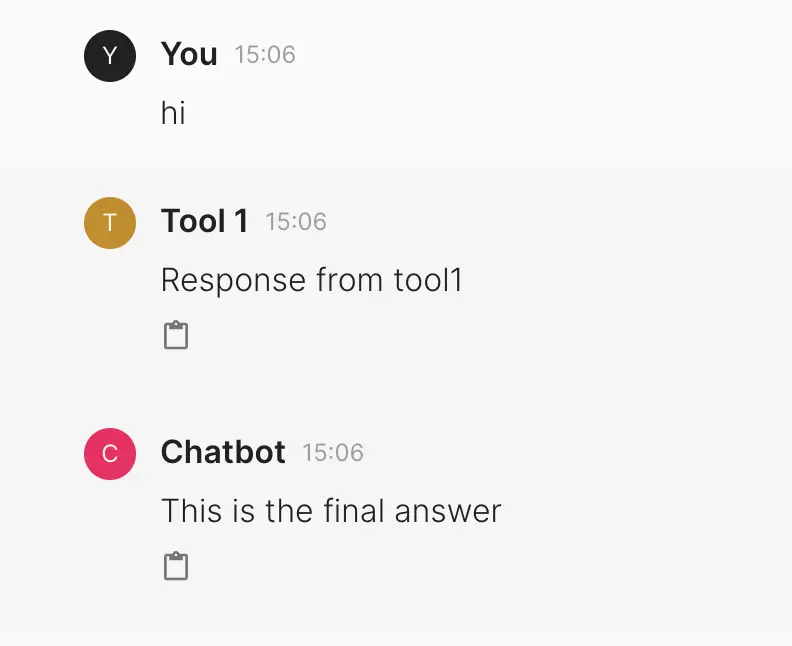 Y You 15:06
hi
T Tool 1 15:06
Response from tool1
C Chatbot 15:06
This is the final answer